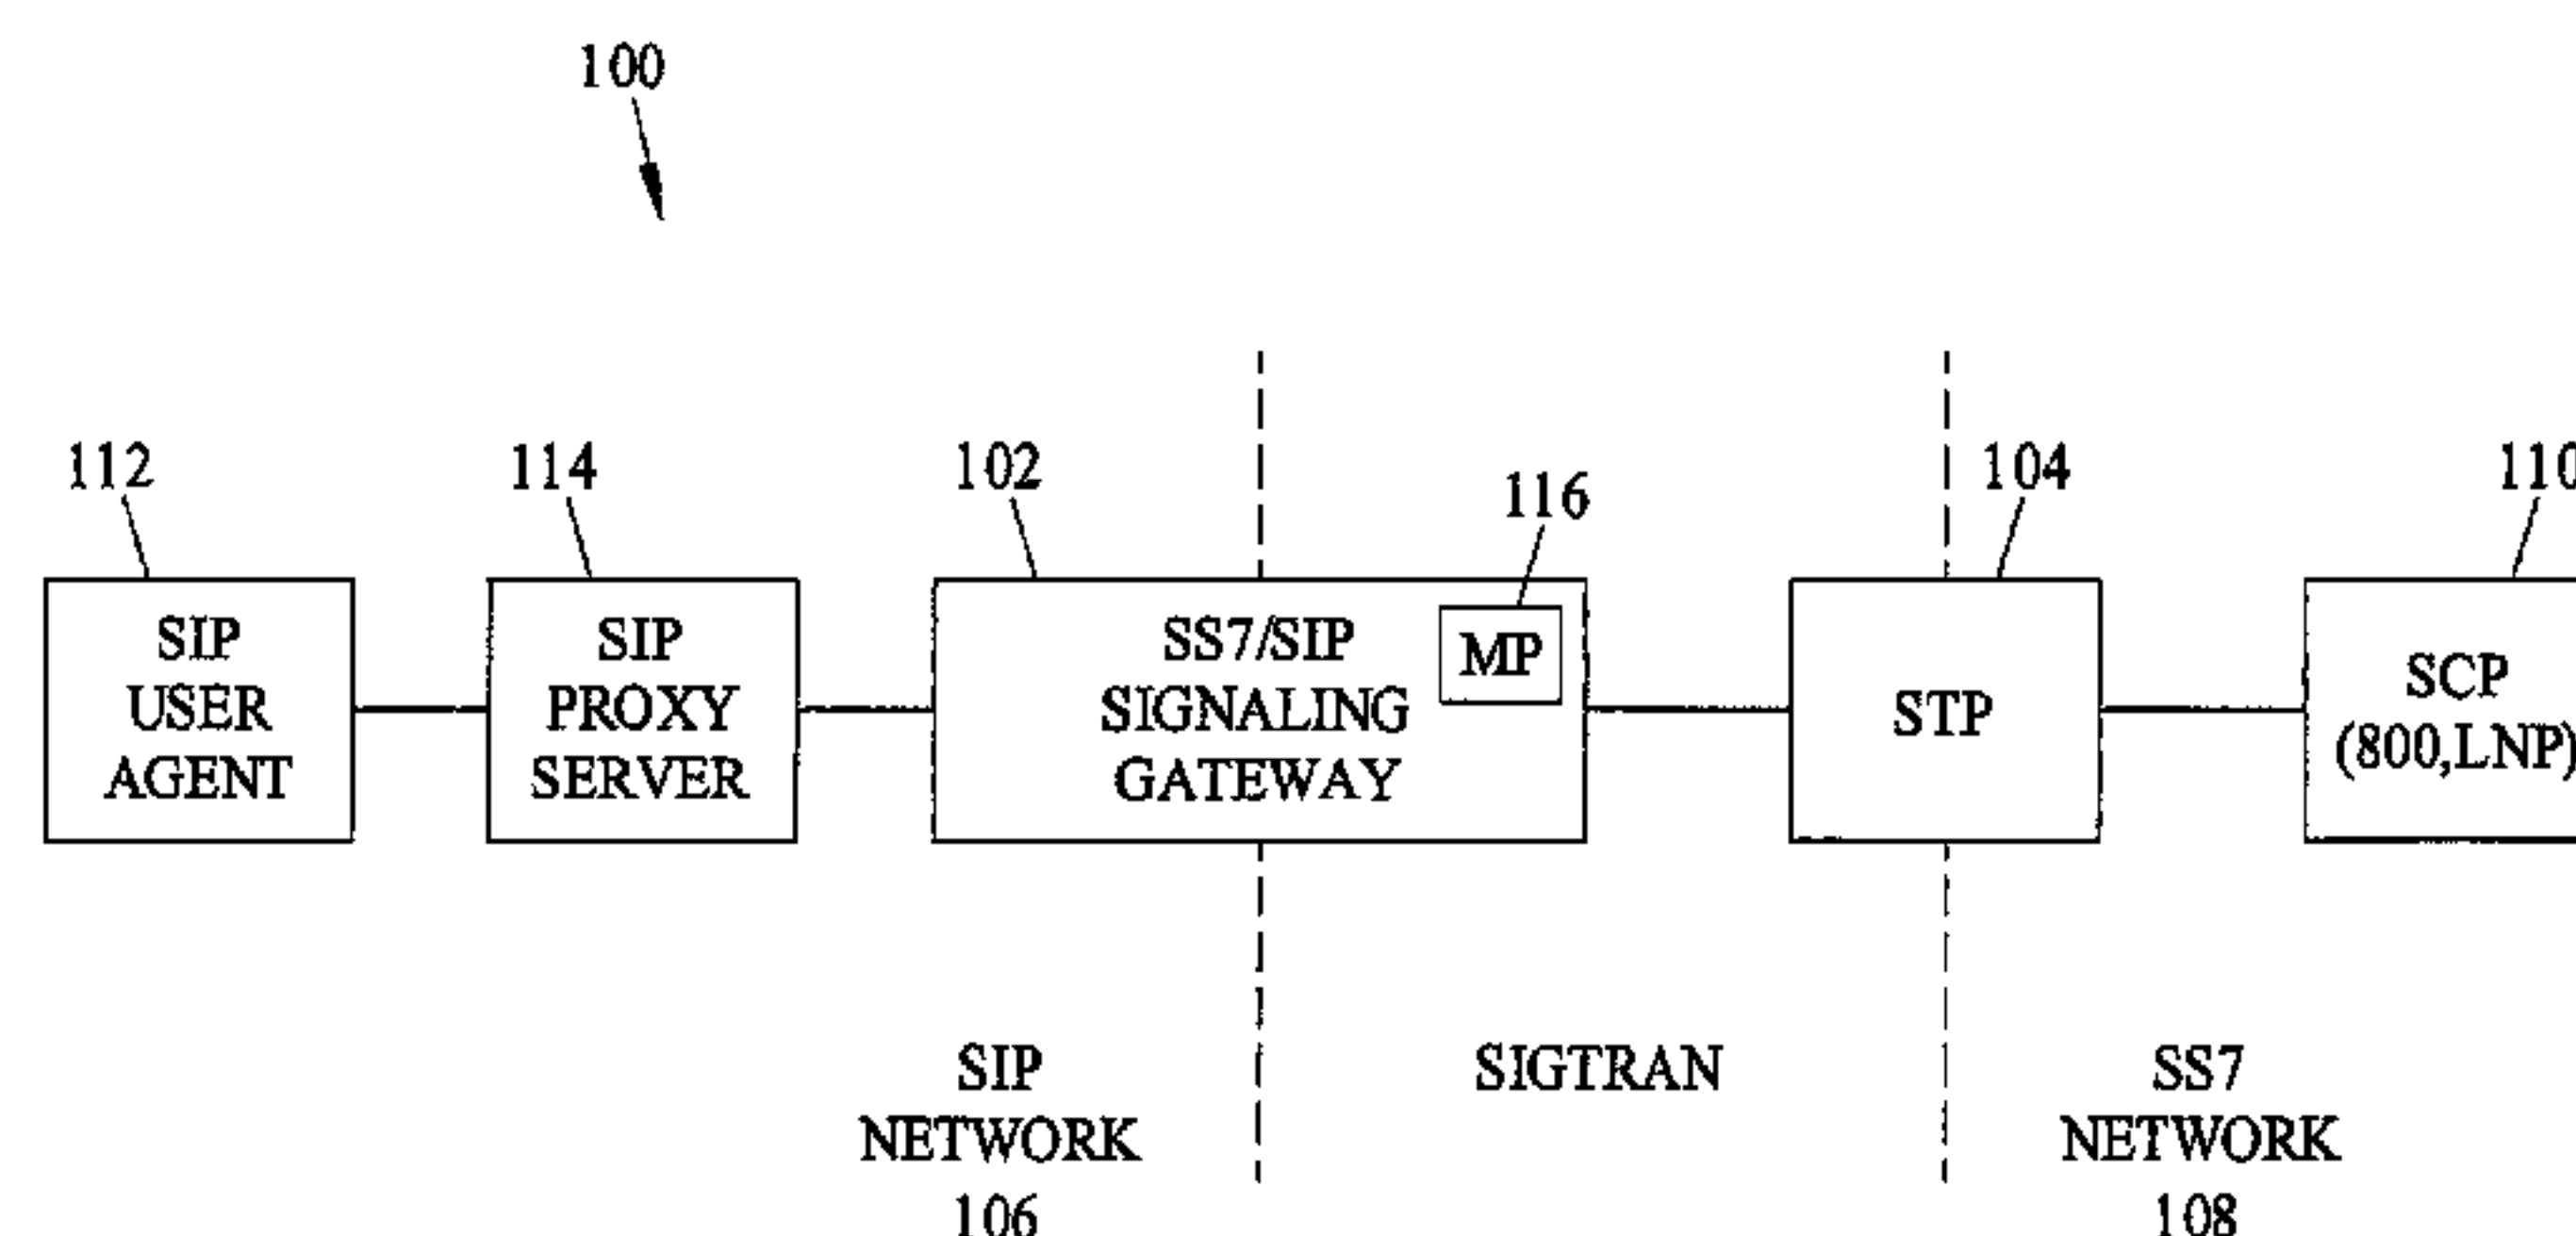 100
112
114
102
116
104
110
SIP
USER
AGENT
SIP
PROXY
SERVER
SS7/SIP
SIGNALING
GATEWAY
MP
STP
SCP
(800,LNP)
SIP
NETWORK
106
SIGTRAN
SS7
NETWORK
108